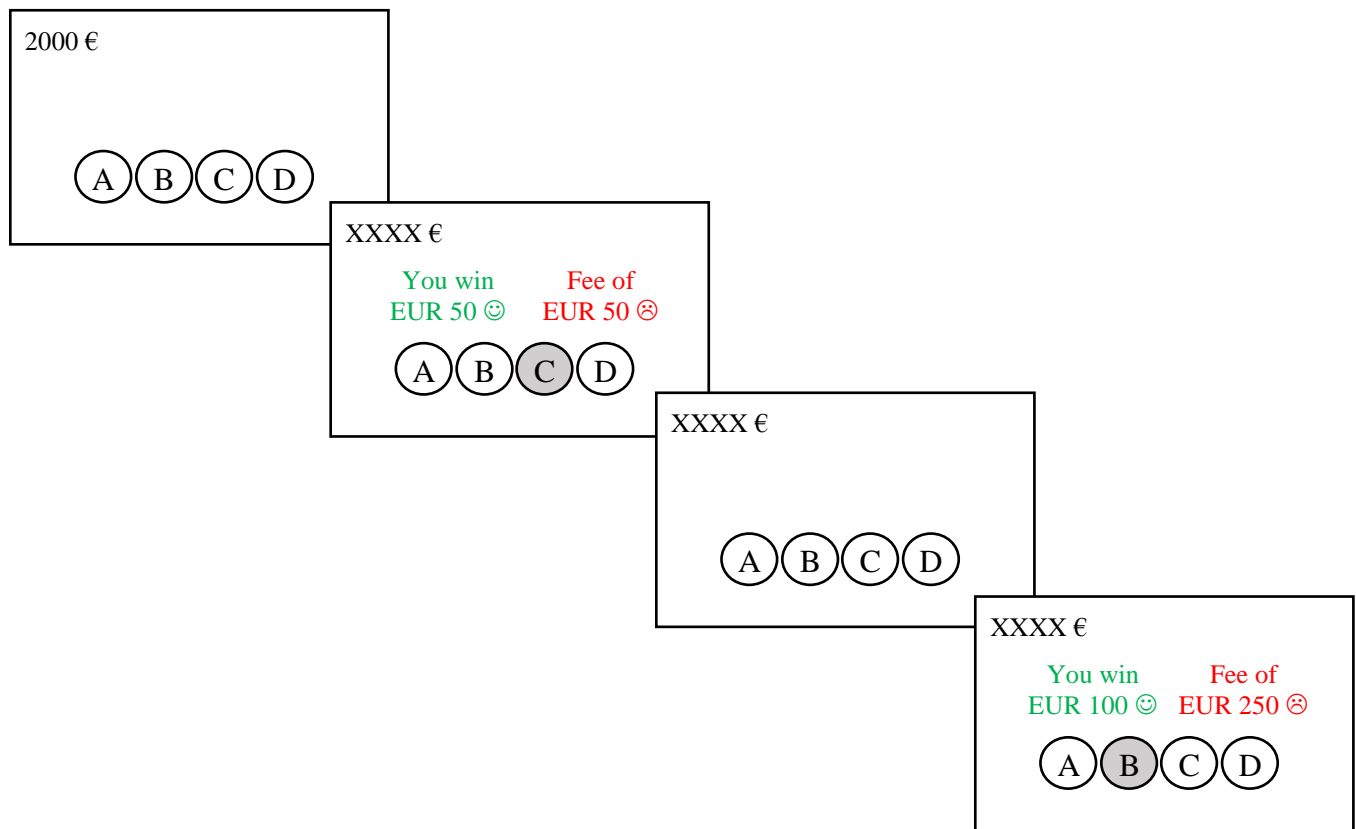 2000 €
A B C D
XXXX €
You win Fee of
EUR 50 ☺ EUR 50 ☹
A B C D
XXXX €
A B C D
XXXX €
You win Fee of
EUR 100 ☺ EUR 250 ☹
A B C D